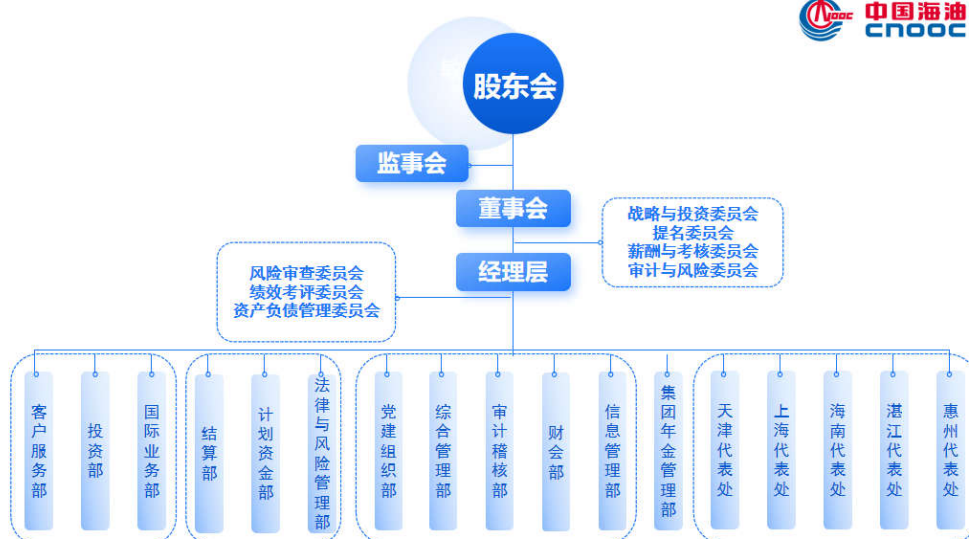 CNOOC
中国海油
CNOOC
股东会
监事会
董事会
战略与投资委员会
提名委员会
薪酬与考核委员会
审计与风险委员会
经理层
风险审查委员会
绩效考评委员会
资产负债管理委员会
客户服务部
投资部
国际业务部
结算部
计划资金部
法律与风险管理部
党建组织部
综合管理部
审计稽核部
财会部
信息管理部
集团年金管理部
天津代表处
上海代表处
海南代表处
湛江代表处
惠州代表处